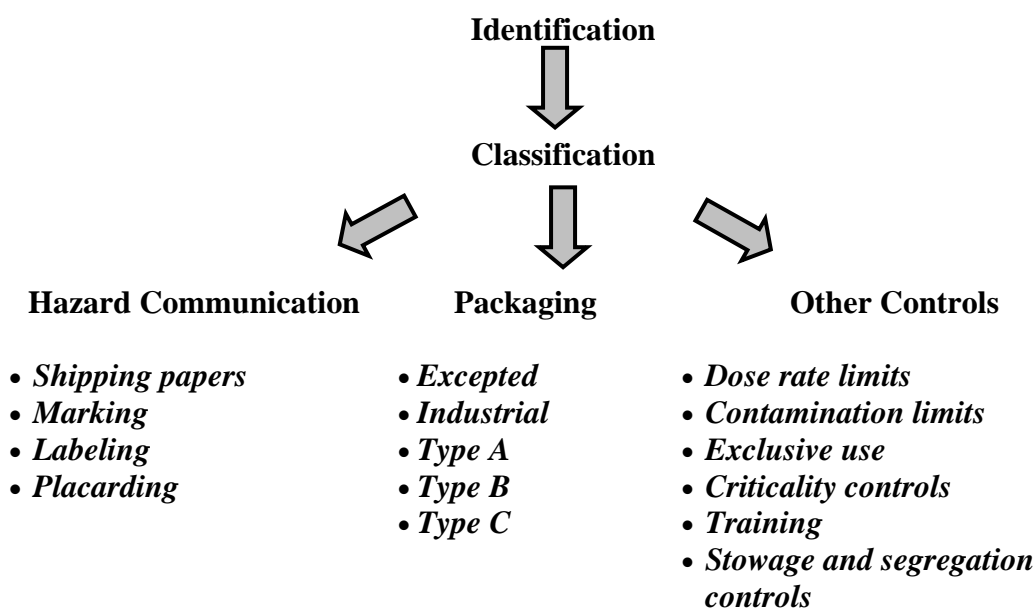 Identification
Classification
Hazard Communication
• Shipping papers
• Marking
• Labeling
• Placarding
Packaging
• Excepted
• Industrial
• Type A
• Type B
• Type C
Other Controls
• Dose rate limits
• Contamination limits
• Exclusive use
• Criticality controls
• Training
• Stowage and segregation
controls